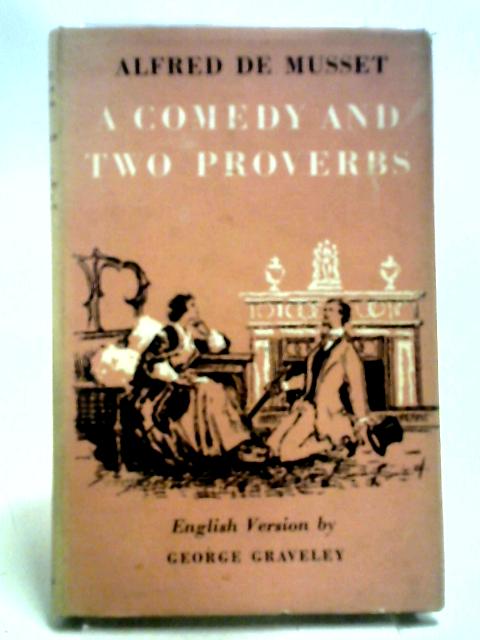 ALFRED DE MUSSET
A COMEDY AND
TWO PROVERBS
English Version by
GEORGE GRAVELEY